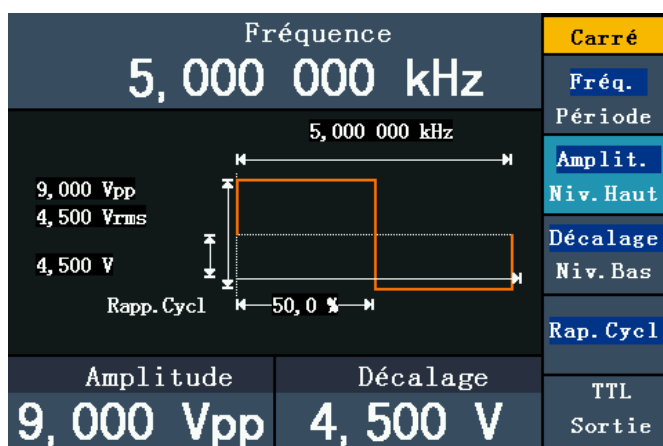 Fréquence
5,000 000 kHz
5,000 000 kHz
9,000 Vpp
4,500 Vrms
4,500 V
Rapp.Cycl
50,0 %
Amplitude
9,000 Vpp
Décalage
4,500 V
Carré
Fréq.
Période
Amplit.
Niv.Haut
Décalage
Niv.Bas
Rap.Cycl
TTL
Sortie